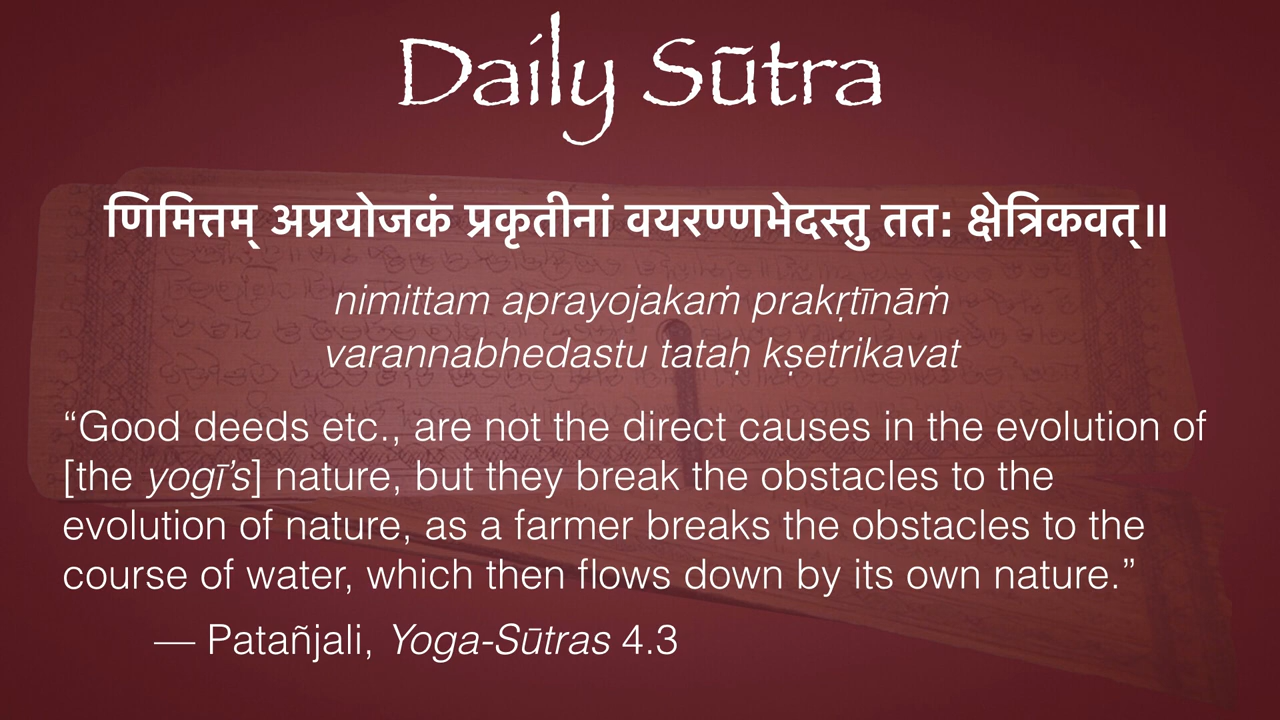 Daily Sūtra
णिमित्तम् अप्रयोजकं प्रकृतीनां वयरण्णभेदस्तु तत: क्षेत्रिकवत्॥
nimittam aprayojakaṁ prakṛtīnāṁ
varannabhedastu tataḥ kṣetrikavat
“Good deeds etc., are not the direct causes in the evolution of
[the yogī’s] nature, but they break the obstacles to the
evolution of nature, as a farmer breaks the obstacles to the
course of water, which then flows down by its own nature.”
— Patañjali, Yoga-Sūtras 4.3